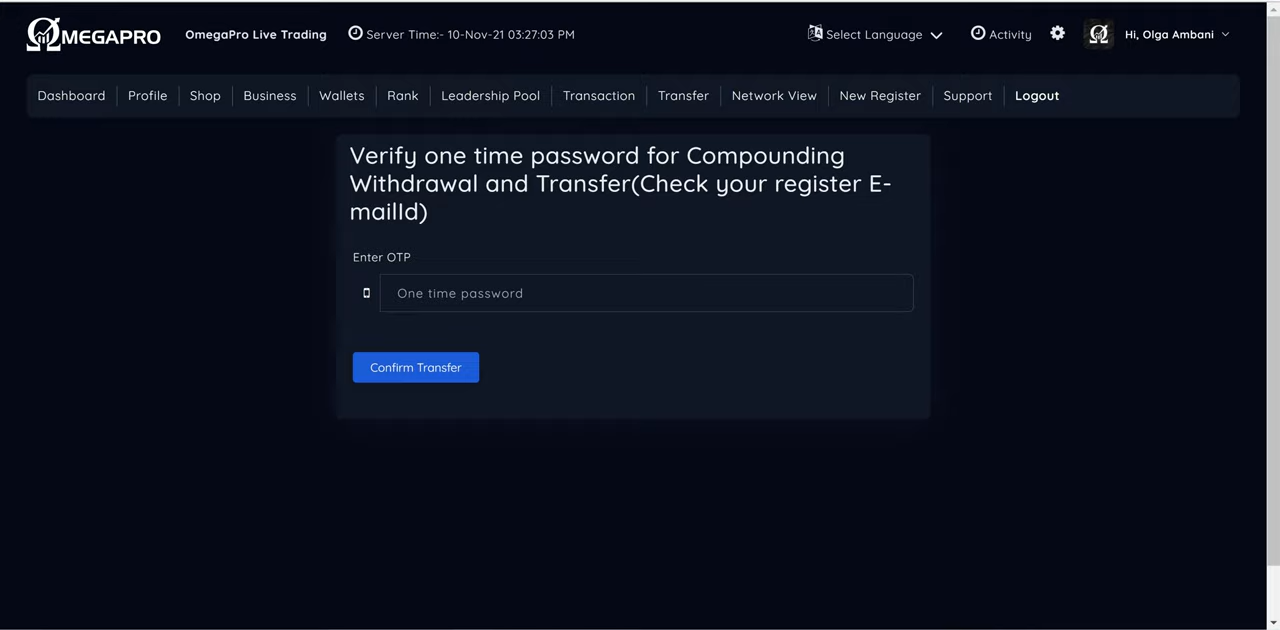 ΩMEGAPRO OmegaPro Live Trading Server Time:- 10-Nov-21 03:27:03 PM Select Language Activity Hi, Olga Ambani
Dashboard Profile Shop Business Wallets Rank Leadership Pool Transaction Transfer Network View New Register Support Logout
Verify one time password for Compounding
Withdrawal and Transfer(Check your register E-
mailId)
Enter OTP
One time password
Confirm Transfer